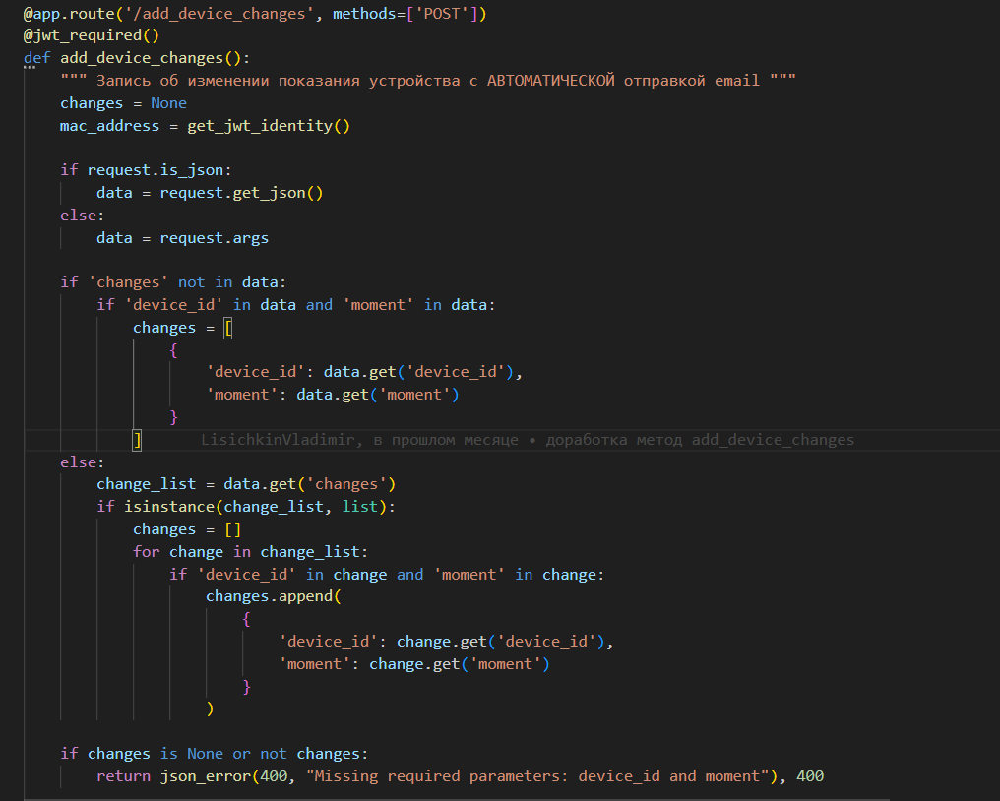 @app.route('/add_device_changes', methods=['POST'])
@jwt_required()
def add_device_changes():
    """ Запись об изменении показания устройства с АВТОМАТИЧЕСКОЙ отправкой email """
    changes = None
    mac_address = get_jwt_identity()

    if request.is_json:
        data = request.get_json()
    else:
        data = request.args

    if 'changes' not in data:
        if 'device_id' in data and 'moment' in data:
            changes = [
                {
                    'device_id': data.get('device_id'),
                    'moment': data.get('moment')
                }
            ]    LisichkinVladimir, в прошлом месяце • доработка метод add_device_changes
    else:
        change_list = data.get('changes')
        if isinstance(change_list, list):
            changes = []
            for change in change_list:
                if 'device_id' in change and 'moment' in change:
                    changes.append(
                        {
                            'device_id': change.get('device_id'),
                            'moment': change.get('moment')
                        }
                    )

    if changes is None or not changes:
        return json_error(400, "Missing required parameters: device_id and moment"), 400